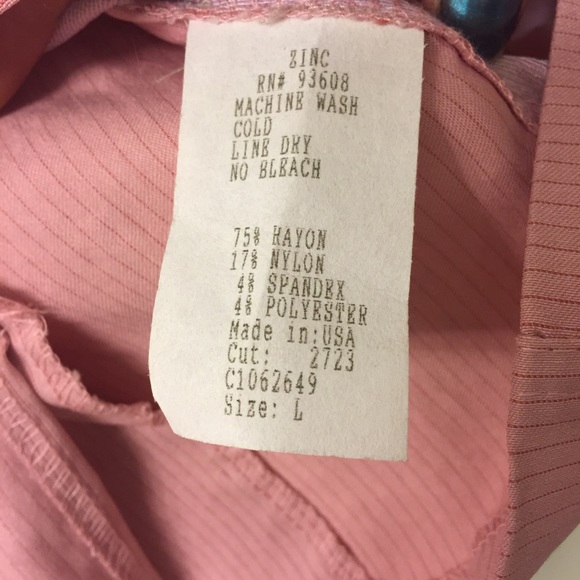 ZINC
RN# 93608
MACHINE WASH
COLD
LINE DRY
NO BLEACH
75% RAYON
17% NYLON
4% SPANDEX
4% POLYESTER
Made in:USA
Cut: 2723
C1062649
Size: L